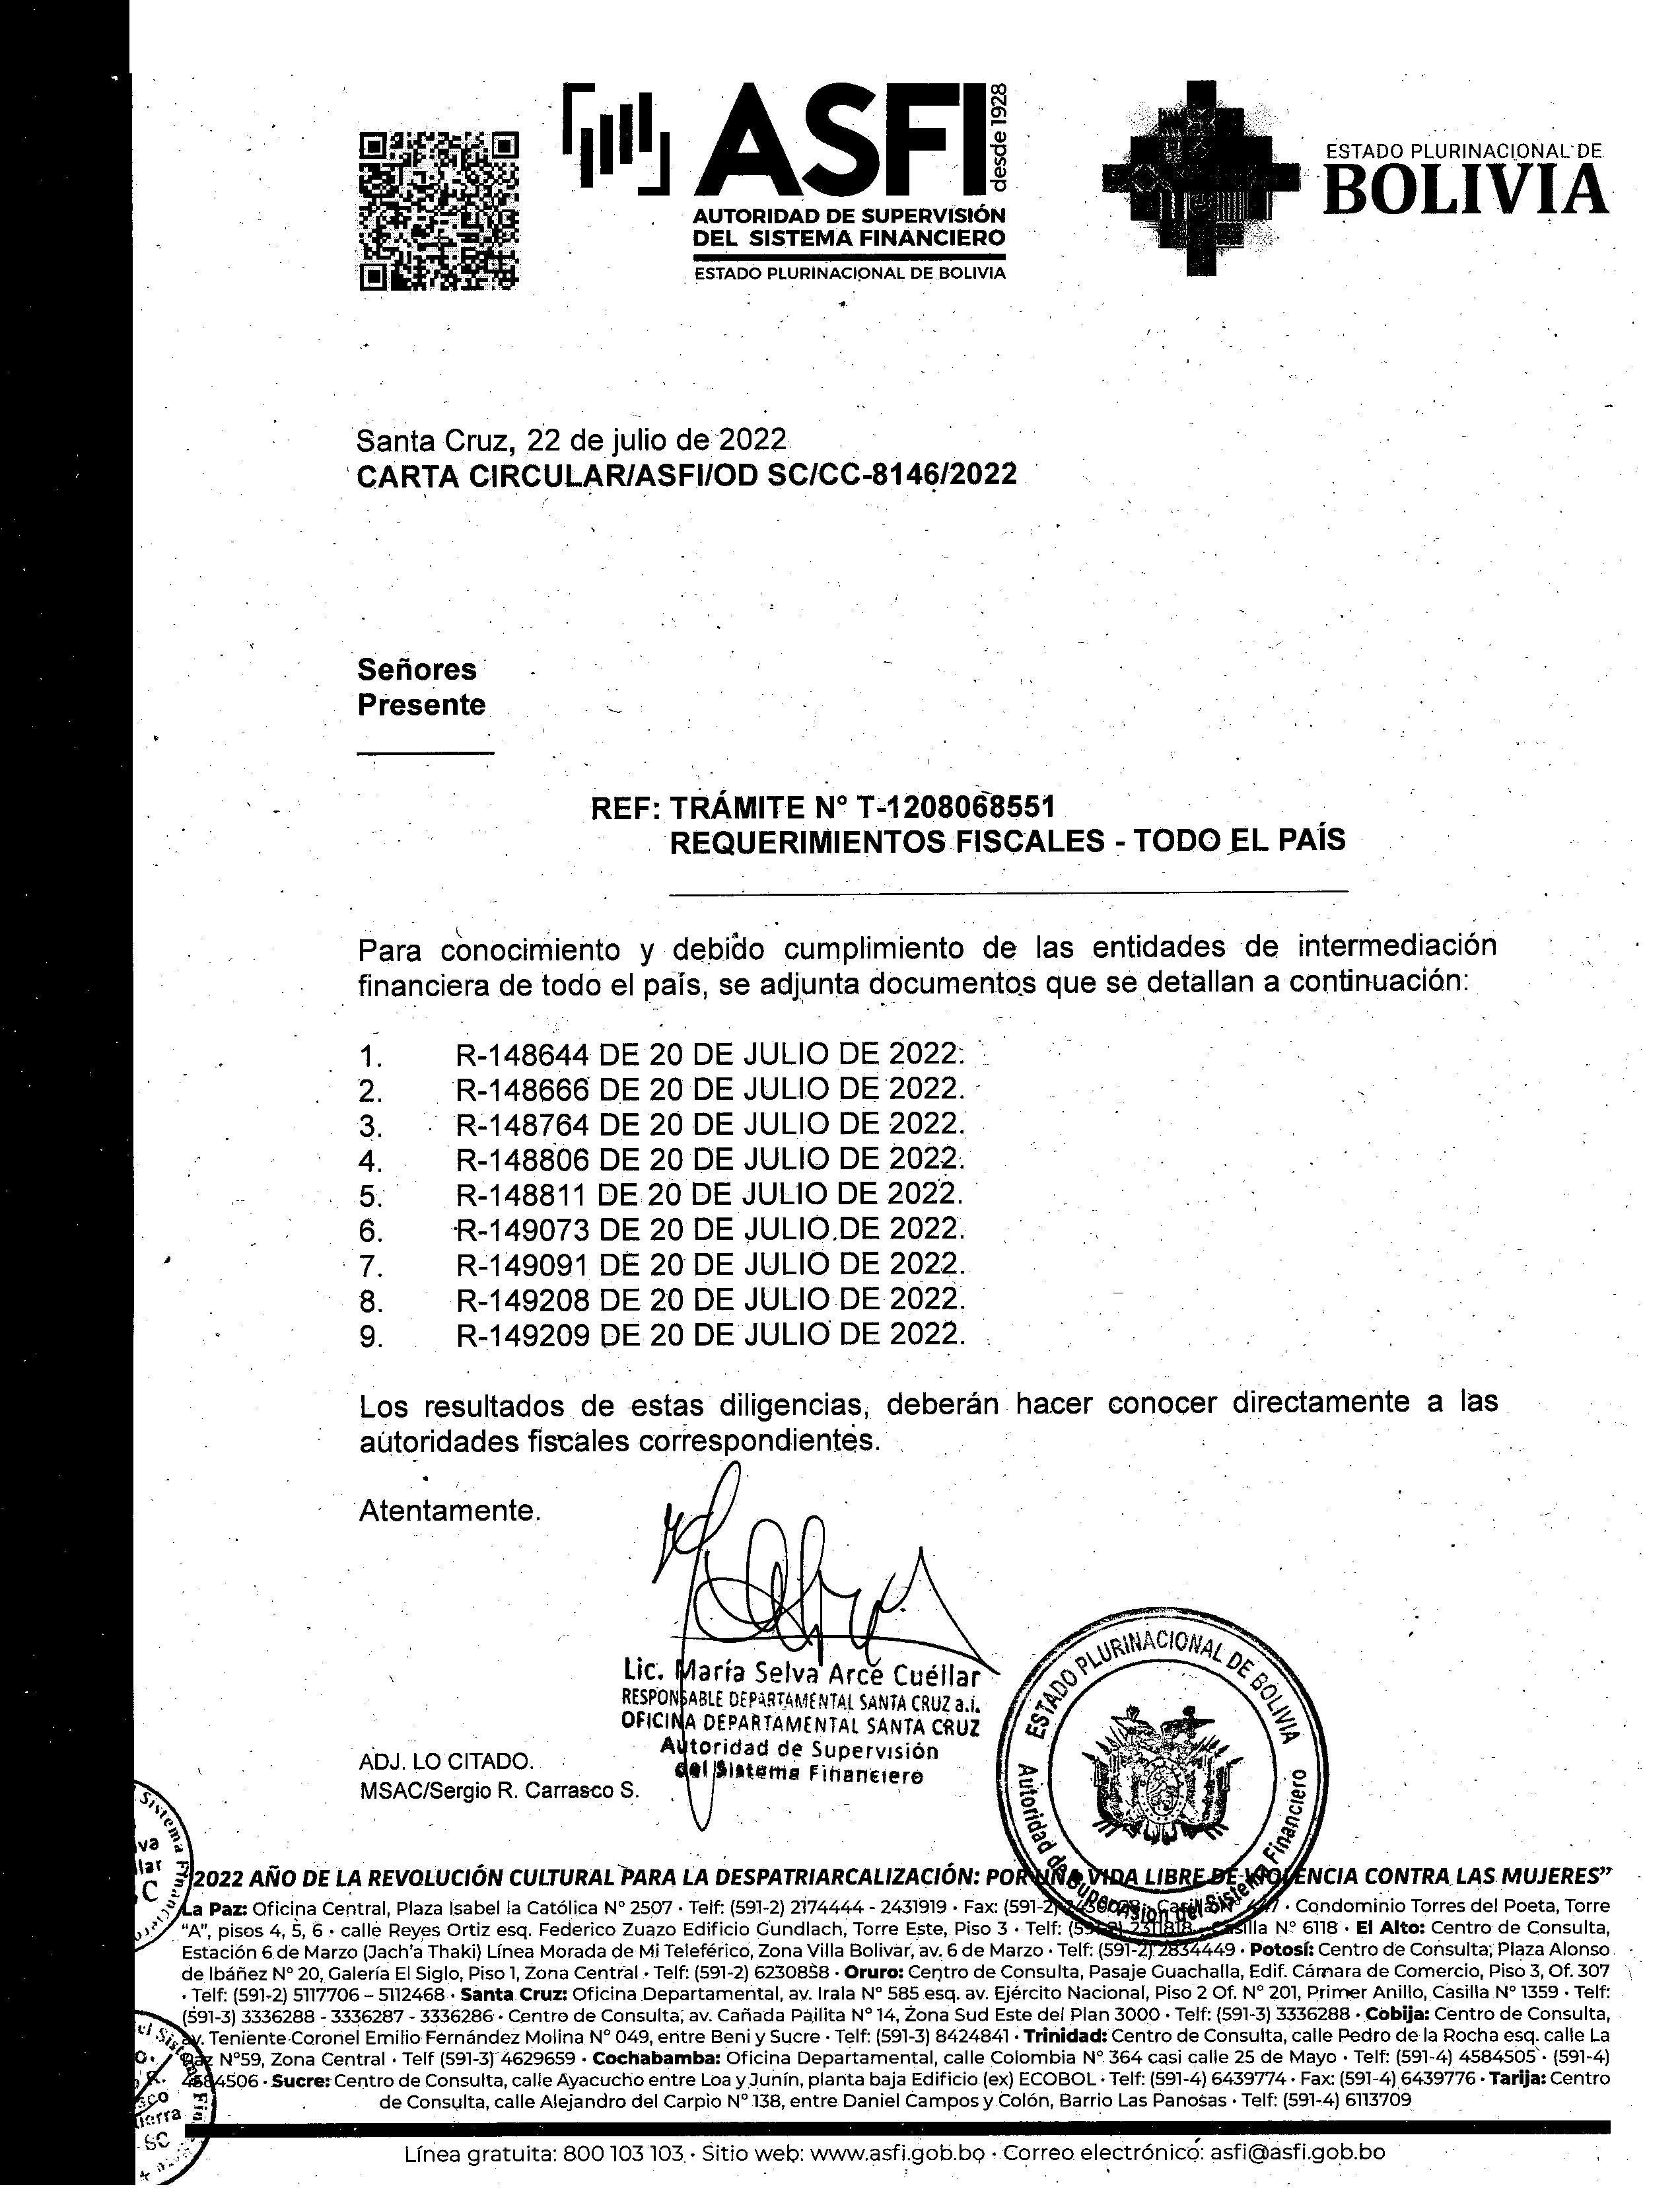 ASFI
desde 1928
AUTORIDAD DE SUPERVISIÓN
DEL SISTEMA FINANCIERO
ESTADO PLURINACIONAL DE BOLIVIA
ESTADO PLURINACIONAL DE
BOLIVIA
Santa Cruz, 22 de julio de 2022
CARTA CIRCULAR/ASFI/OD SC/CC-8146/2022
Señores
Presente
REF: TRÁMITE Nº T-1208068551
REQUERIMIENTOS FISCALES - TODO EL PAÍS
Para conocimiento y debido cumplimiento de las entidades de intermediación
financiera de todo el país, se adjunta documentos que se detallan a continuación:
1. R-148644 DE 20 DE JULIO DE 2022.
2. R-148666 DE 20 DE JULIO DE 2022.
3. R-148764 DE 20 DE JULIO DE 2022.
4. R-148806 DE 20 DE JULIO DE 2022.
5. R-148811 DE 20 DE JULIO DE 2022.
6. R-149073 DE 20 DE JULIO DE 2022.
7. R-149091 DE 20 DE JULIO DE 2022.
8. R-149208 DE 20 DE JULIO DE 2022.
9. R-149209 DE 20 DE JULIO DE 2022.
Los resultados de estas diligencias, deberán hacer conocer directamente a las
autoridades fiscales correspondientes.
Atentamente.
Lic. María Selva Arce Cuéllar
RESPONSABLE DEPARTAMENTAL SANTA CRUZ a.i.
OFICINA DEPARTAMENTAL SANTA CRUZ
Autoridad de Supervisión
del Sistema Financiero
ESTADO PLURINACIONAL DE BOLIVIA
Autoridad de Supervisión del Sistema Financiero
ADJ. LO CITADO.
MSAC/Sergio R. Carrasco S.
2022 AÑO DE LA REVOLUCIÓN CULTURAL PARA LA DESPATRIARCALIZACIÓN: POR UNA VIDA LIBRE DE VIOLENCIA CONTRA LAS MUJERES”
La Paz: Oficina Central, Plaza Isabel la Católica Nº 2507 · Telf: (591-2) 2174444 - 2431919 · Fax: (591-2) Casilla Nº 447 · Condominio Torres del Poeta, Torre
“A”, pisos 4, 5, 6 · calle Reyes Ortiz esq. Federico Zuazo Edificio Gundlach, Torre Este, Piso 3 · Telf: (591-2) 2311818 Casilla Nº 6118 · El Alto: Centro de Consulta,
Estación 6 de Marzo (Jach’a Thaki) Línea Morada de Mi Teleférico, Zona Villa Bolivar, av. 6 de Marzo · Telf: (591-2) 2834449 · Potosí: Centro de Consulta, Plaza Alonso
de Ibáñez Nº 20, Galería El Siglo, Piso 1, Zona Central · Telf: (591-2) 6230858 · Oruro: Centro de Consulta, Pasaje Guachalla, Edif. Cámara de Comercio, Piso 3, Of. 307
· Telf: (591-2) 5117706 – 5112468 · Santa Cruz: Oficina Departamental, av. Irala Nº 585 esq. av. Ejército Nacional, Piso 2 Of. Nº 201, Primer Anillo, Casilla Nº 1359 · Telf:
(591-3) 3336288 - 3336287 - 3336286 · Centro de Consulta, av. Cañada Pailita Nº 14, Zona Sud Este del Plan 3000 · Telf: (591-3) 3336288 · Cobija: Centro de Consulta,
av. Teniente Coronel Emilio Fernández Molina Nº 049, entre Beni y Sucre · Telf: (591-3) 8424841 · Trinidad: Centro de Consulta, calle Pedro de la Rocha esq. calle La
Paz Nº59, Zona Central · Telf (591-3) 4629659 · Cochabamba: Oficina Departamental, calle Colombia Nº 364 casi calle 25 de Mayo · Telf: (591-4) 4584505 · (591-4)
4584506 · Sucre: Centro de Consulta, calle Ayacucho entre Loa y Junín, planta baja Edificio (ex) ECOBOL · Telf: (591-4) 6439774 · Fax: (591-4) 6439776 · Tarija: Centro
de Consulta, calle Alejandro del Carpio Nº 138, entre Daniel Campos y Colón, Barrio Las Panosas · Telf: (591-4) 6113709
Línea gratuita: 800 103 103 · Sitio web: www.asfi.gob.bo · Correo electrónico: asfi@asfi.gob.bo